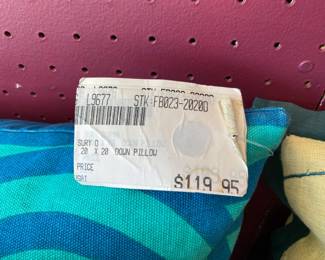 L9677 STK:FB023-2020D
SURY O
20 X 20 DOWN PILLOW
PRICE
$119.95